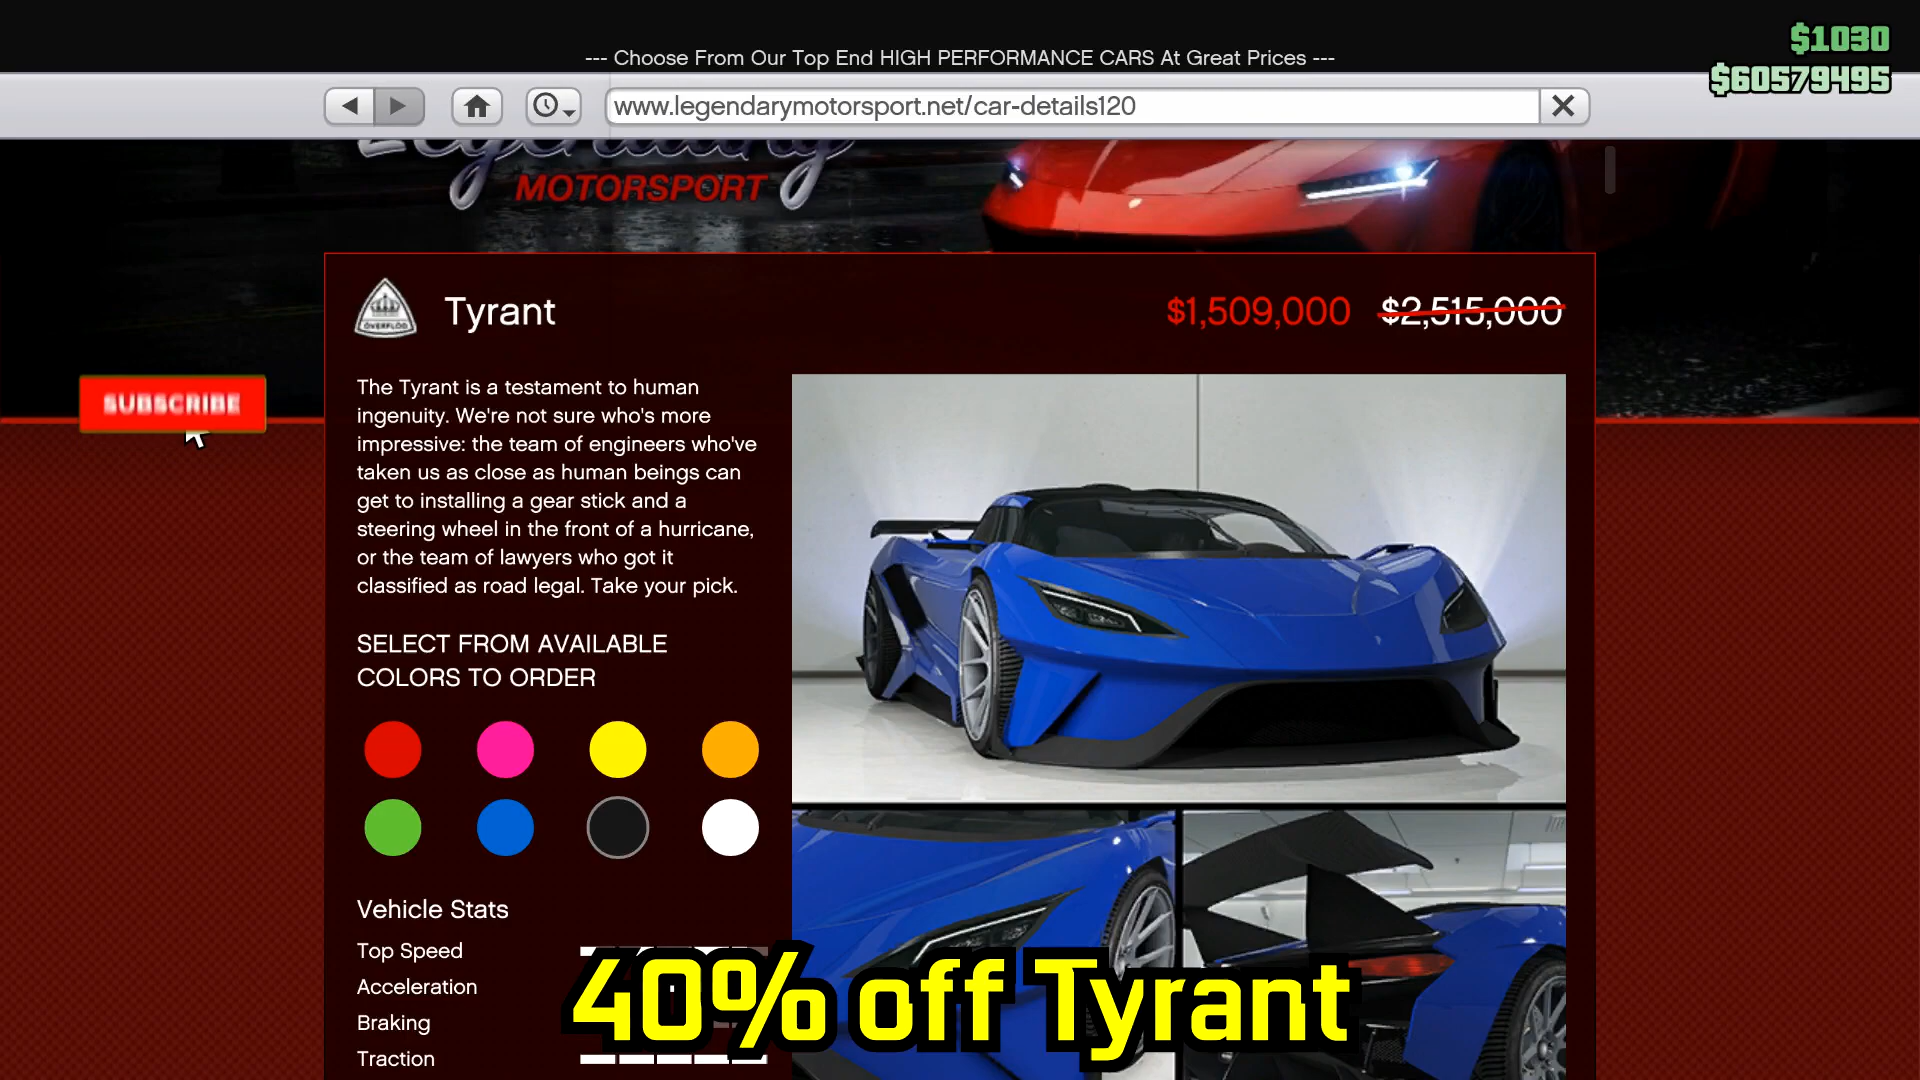 $1030
--- Choose From Our Top End HIGH PERFORMANCE CARS At Great Prices ---
$60579495
www.legendarymotorsport.net/car-details120
Legendary
MOTORSPORT
ÖVERFLÖD
Tyrant
$1,509,000 $2,515,000
SUBSCRIBE
The Tyrant is a testament to human
ingenuity. We're not sure who's more
impressive: the team of engineers who've
taken us as close as human beings can
get to installing a gear stick and a
steering wheel in the front of a hurricane,
or the team of lawyers who got it
classified as road legal. Take your pick.
SELECT FROM AVAILABLE
COLORS TO ORDER
Vehicle Stats
Top Speed
Acceleration
Braking
Traction
40% off Tyrant